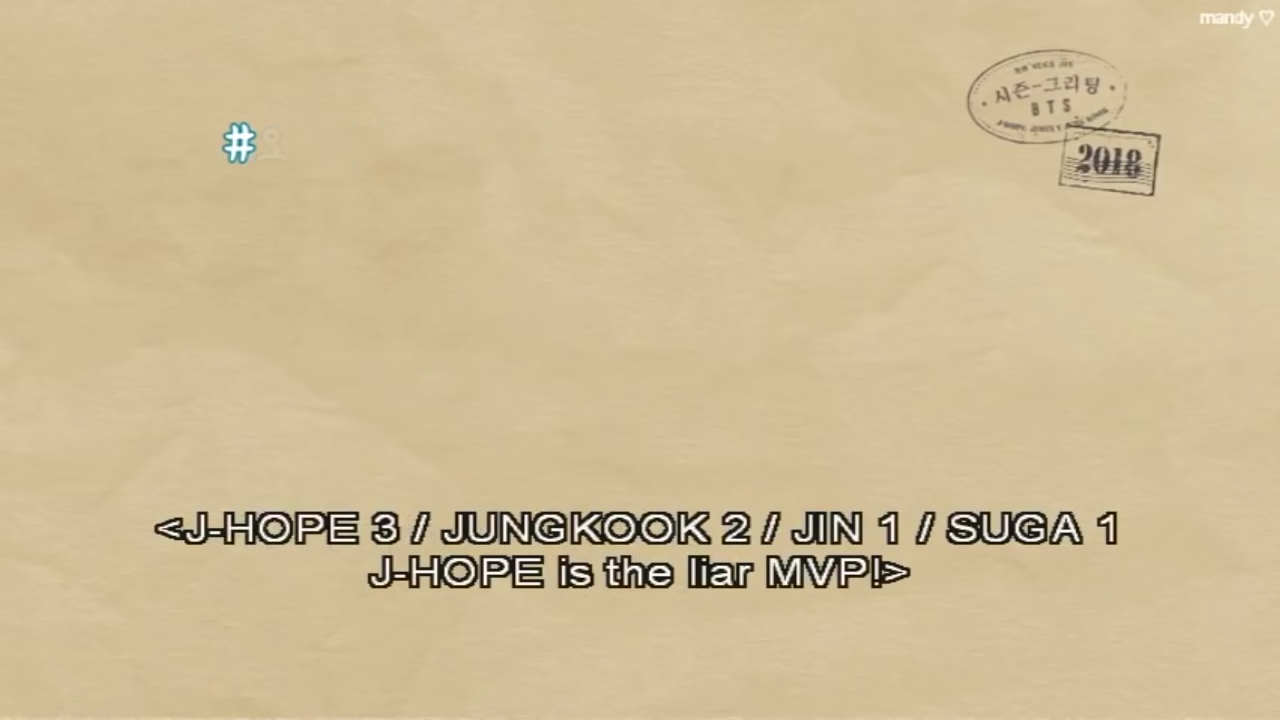 mandy ♡
시즌-그리팅
BTS
2018
#
<J-HOPE 3 / JUNGKOOK 2 / JIN 1 / SUGA 1
J-HOPE is the liar MVP!>